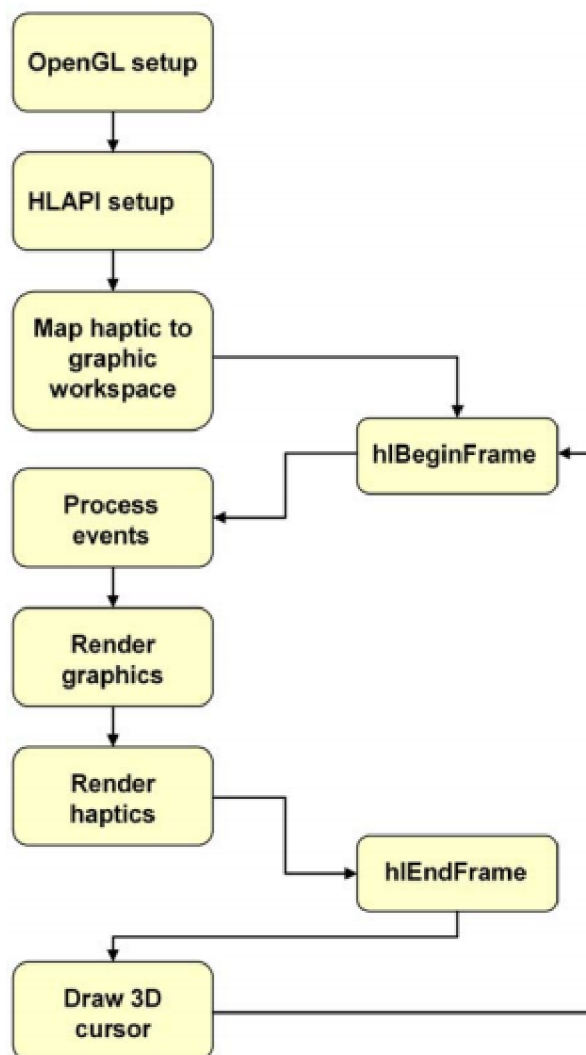 OpenGL setup
HLAPI setup
Map haptic to
graphic
workspace
hlBeginFrame
Process
events
Render
graphics
Render
haptics
hlEndFrame
Draw 3D
cursor